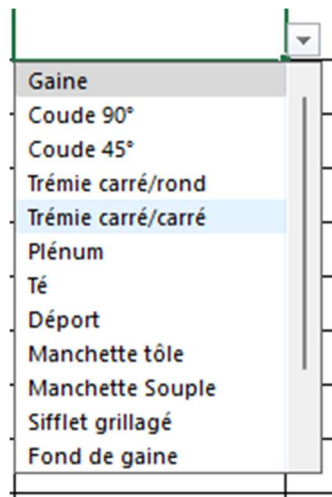 Gaine
Coude 90°
Coude 45°
Trémie carré/rond
Trémie carré/carré
Plénum
Té
Déport
Manchette tôle
Manchette Souple
Sifflet grillagé
Fond de gaine